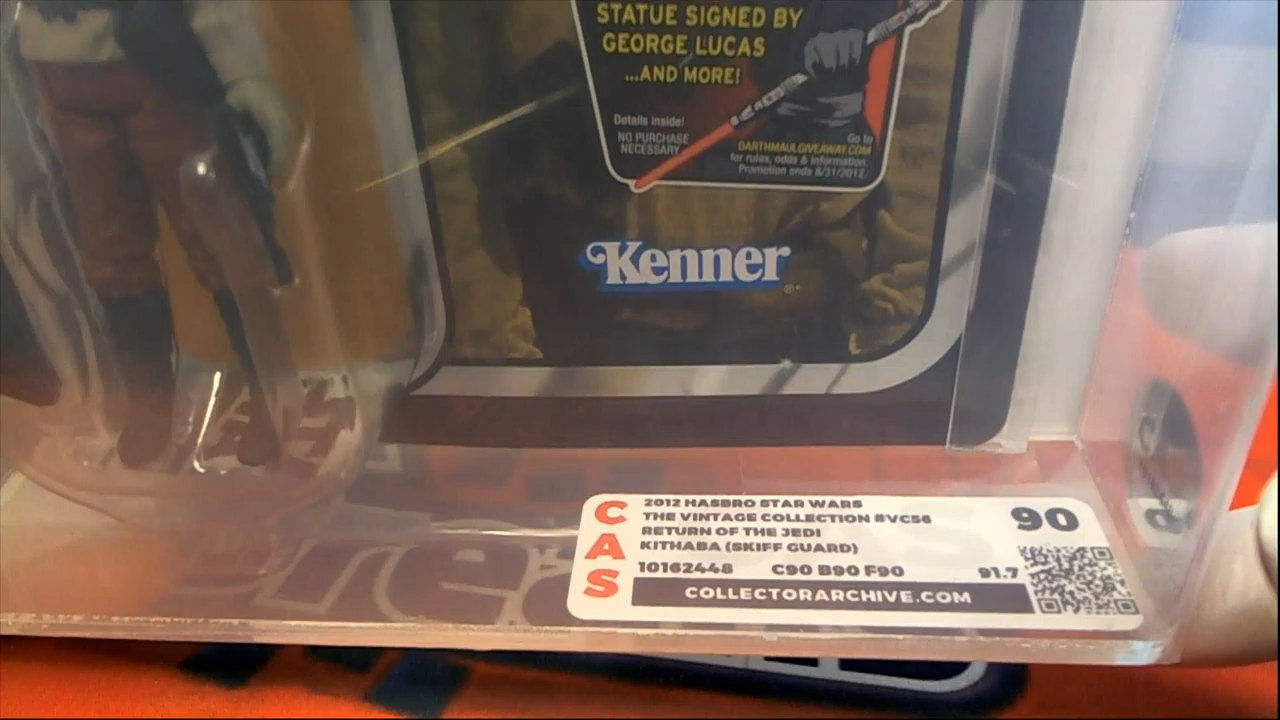 STATUE SIGNED BY
GEORGE LUCAS
...AND MORE!
Details inside!
NO PURCHASE
NECESSARY
Go to
DARTHMAULGIVEAWAY.COM
for rules, odds & information.
Promotion ends 8/31/2012.
Kenner
CAS
2012 HASBRO STAR WARS
THE VINTAGE COLLECTION #VC56
RETURN OF THE JEDI
KITHABA (SKIFF GUARD)
10162448 C90 B90 F90 91.7
90
COLLECTORARCHIVE.COM